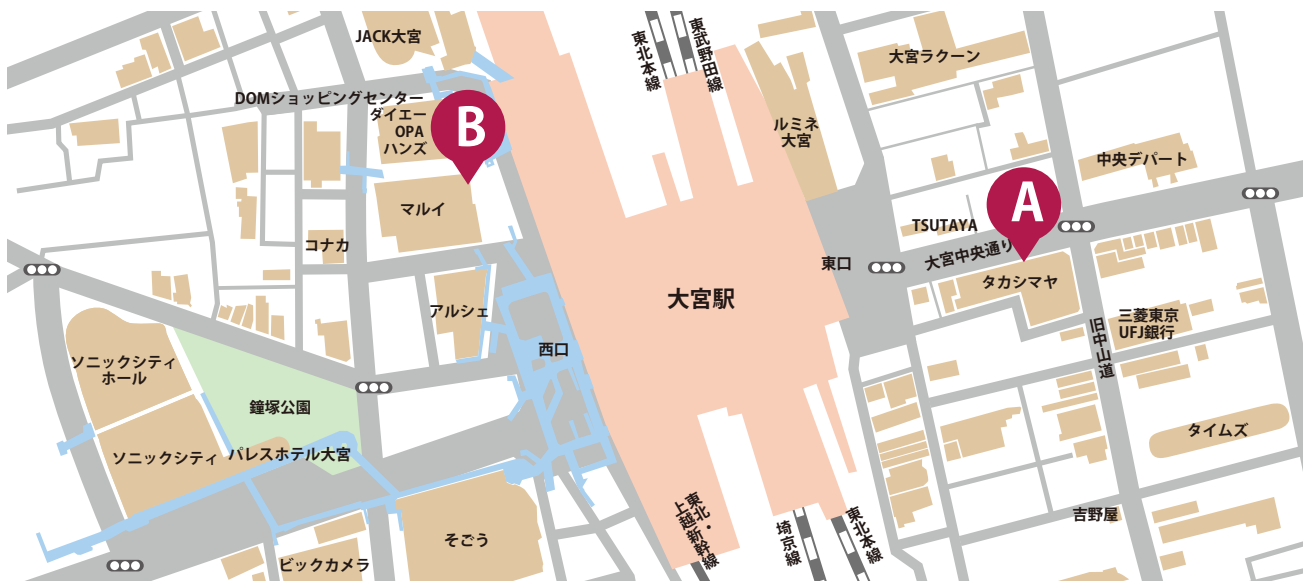 JACK大宮
DOMショッピングセンター
ダイエー
OPA
ハンズ
B
マルイ
コナカ
アルシェ
西口
ソニックシティ
ホール
鐘塚公園
ソニックシティ
パレスホテル大宮
そごう
ビックカメラ
東北本線
東武野田線
ルミネ
大宮
大宮駅
東口
上越新幹線
東北・
埼京線
東北本線
大宮ラクーン
中央デパート
A
TSUTAYA
大宮中央通り
タカシマヤ
三菱東京
UFJ銀行
旧中山道
タイムズ
吉野屋